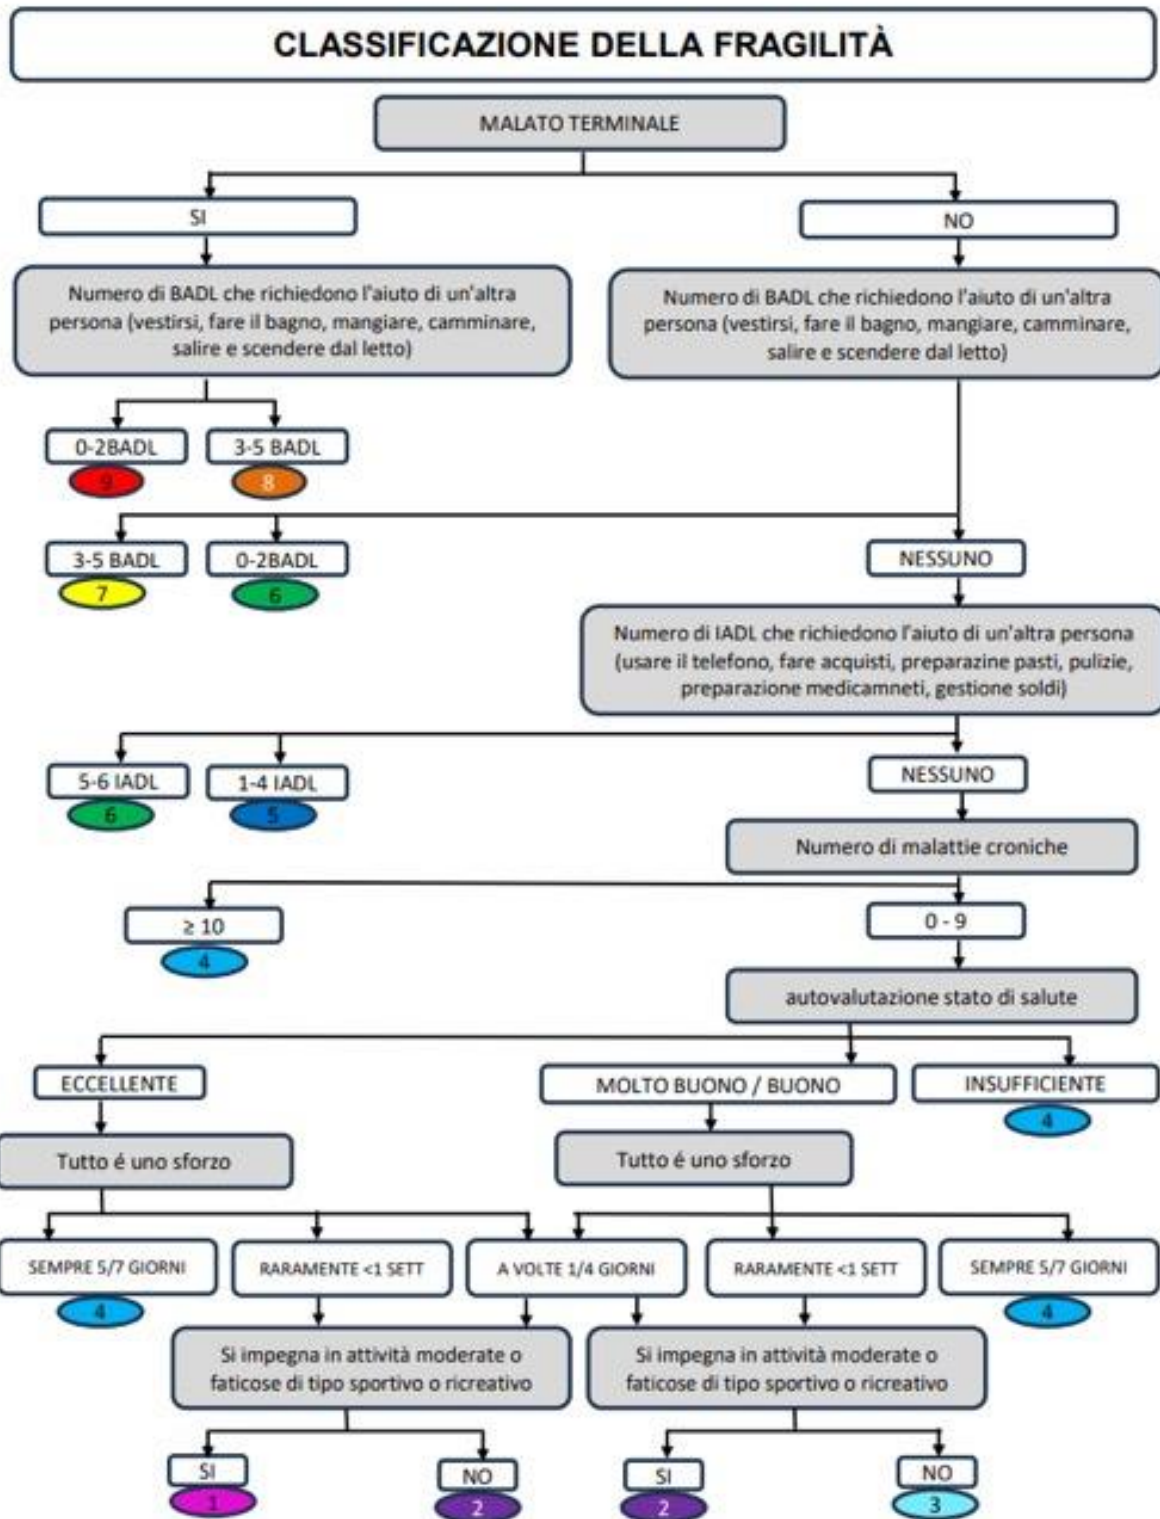 CLASSIFICAZIONE DELLA FRAGILITÀ
MALATO TERMINALE
SI
NO
Numero di BADL che richiedono l'aiuto di un'altra
persona (vestirsi, fare il bagno, mangiare, camminare,
salire e scendere dal letto)
Numero di BADL che richiedono l'aiuto di un'altra
persona (vestirsi, fare il bagno, mangiare, camminare,
salire e scendere dal letto)
0-2BADL
3-5 BADL
9
8
3-5 BADL
0-2BADL
NESSUNO
7
6
Numero di IADL che richiedono l'aiuto di un'altra persona
(usare il telefono, fare acquisti, preparazine pasti, pulizie,
preparazione medicamneti, gestione soldi)
5-6 IADL
1-4 IADL
NESSUNO
6
5
Numero di malattie croniche
≥ 10
0 - 9
4
autovalutazione stato di salute
ECCELLENTE
MOLTO BUONO / BUONO
INSUFFICIENTE
4
Tutto é uno sforzo
Tutto é uno sforzo
SEMPRE 5/7 GIORNI
RARAMENTE <1 SETT
A VOLTE 1/4 GIORNI
RARAMENTE <1 SETT
SEMPRE 5/7 GIORNI
4
4
Si impegna in attività moderate o
faticose di tipo sportivo o ricreativo
Si impegna in attività moderate o
faticose di tipo sportivo o ricreativo
SI
NO
SI
NO
1
2
2
3